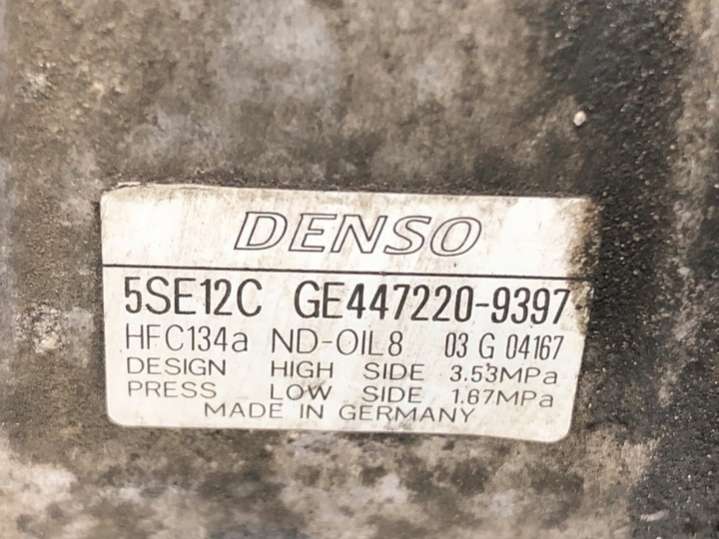 DENSO
5SE12C GE447220-9397
HFC134a ND-OIL8 03 G 04167
DESIGN HIGH SIDE 3.53MPa
PRESS LOW SIDE 1.67MPa
MADE IN GERMANY